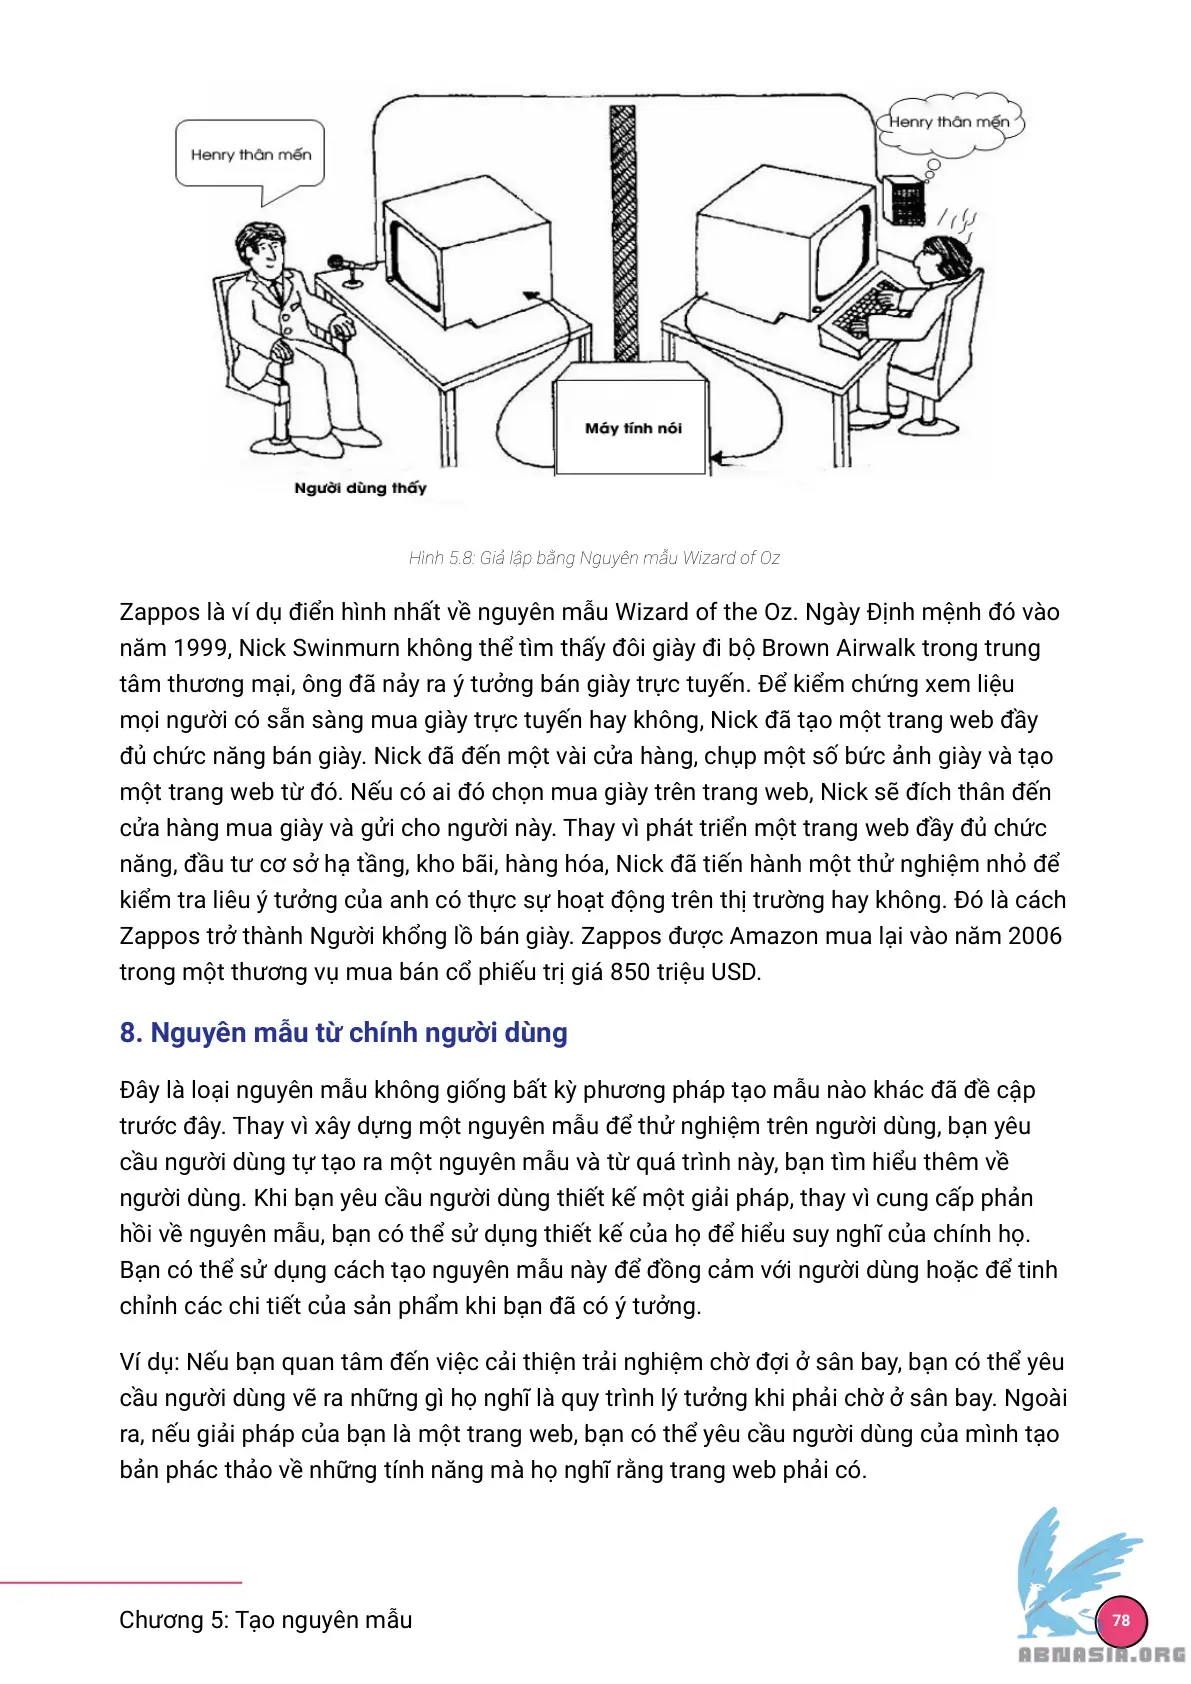 Henry thân mến
Henry thân mến
Máy tính nói
Người dùng thấy
Hình 5.8: Giả lập bằng Nguyên mẫu Wizard of Oz
Zappos là ví dụ điển hình nhất về nguyên mẫu Wizard of the Oz. Ngày Định mệnh đó vào
năm 1999, Nick Swinmurn không thể tìm thấy đôi giày đi bộ Brown Airwalk trong trung
tâm thương mại, ông đã nảy ra ý tưởng bán giày trực tuyến. Để kiểm chứng xem liệu
mọi người có sẵn sàng mua giày trực tuyến hay không, Nick đã tạo một trang web đầy
đủ chức năng bán giày. Nick đã đến một vài cửa hàng, chụp một số bức ảnh giày và tạo
một trang web từ đó. Nếu có ai đó chọn mua giày trên trang web, Nick sẽ đích thân đến
cửa hàng mua giày và gửi cho người này. Thay vì phát triển một trang web đầy đủ chức
năng, đầu tư cơ sở hạ tầng, kho bãi, hàng hóa, Nick đã tiến hành một thử nghiệm nhỏ để
kiểm tra liêu ý tưởng của anh có thực sự hoạt động trên thị trường hay không. Đó là cách
Zappos trở thành Người khổng lồ bán giày. Zappos được Amazon mua lại vào năm 2006
trong một thương vụ mua bán cổ phiếu trị giá 850 triệu USD.
8. Nguyên mẫu từ chính người dùng
Đây là loại nguyên mẫu không giống bất kỳ phương pháp tạo mẫu nào khác đã đề cập
trước đây. Thay vì xây dựng một nguyên mẫu để thử nghiệm trên người dùng, bạn yêu
cầu người dùng tự tạo ra một nguyên mẫu và từ quá trình này, bạn tìm hiểu thêm về
người dùng. Khi bạn yêu cầu người dùng thiết kế một giải pháp, thay vì cung cấp phản
hồi về nguyên mẫu, bạn có thể sử dụng thiết kế của họ để hiểu suy nghĩ của chính họ.
Bạn có thể sử dụng cách tạo nguyên mẫu này để đồng cảm với người dùng hoặc để tinh
chỉnh các chi tiết của sản phẩm khi bạn đã có ý tưởng.
Ví dụ: Nếu bạn quan tâm đến việc cải thiện trải nghiệm chờ đợi ở sân bay, bạn có thể yêu
cầu người dùng vẽ ra những gì họ nghĩ là quy trình lý tưởng khi phải chờ ở sân bay. Ngoài
ra, nếu giải pháp của bạn là một trang web, bạn có thể yêu cầu người dùng của mình tạo
bản phác thảo về những tính năng mà họ nghĩ rằng trang web phải có.
Chương 5: Tạo nguyên mẫu
78
ABNASIA.ORG